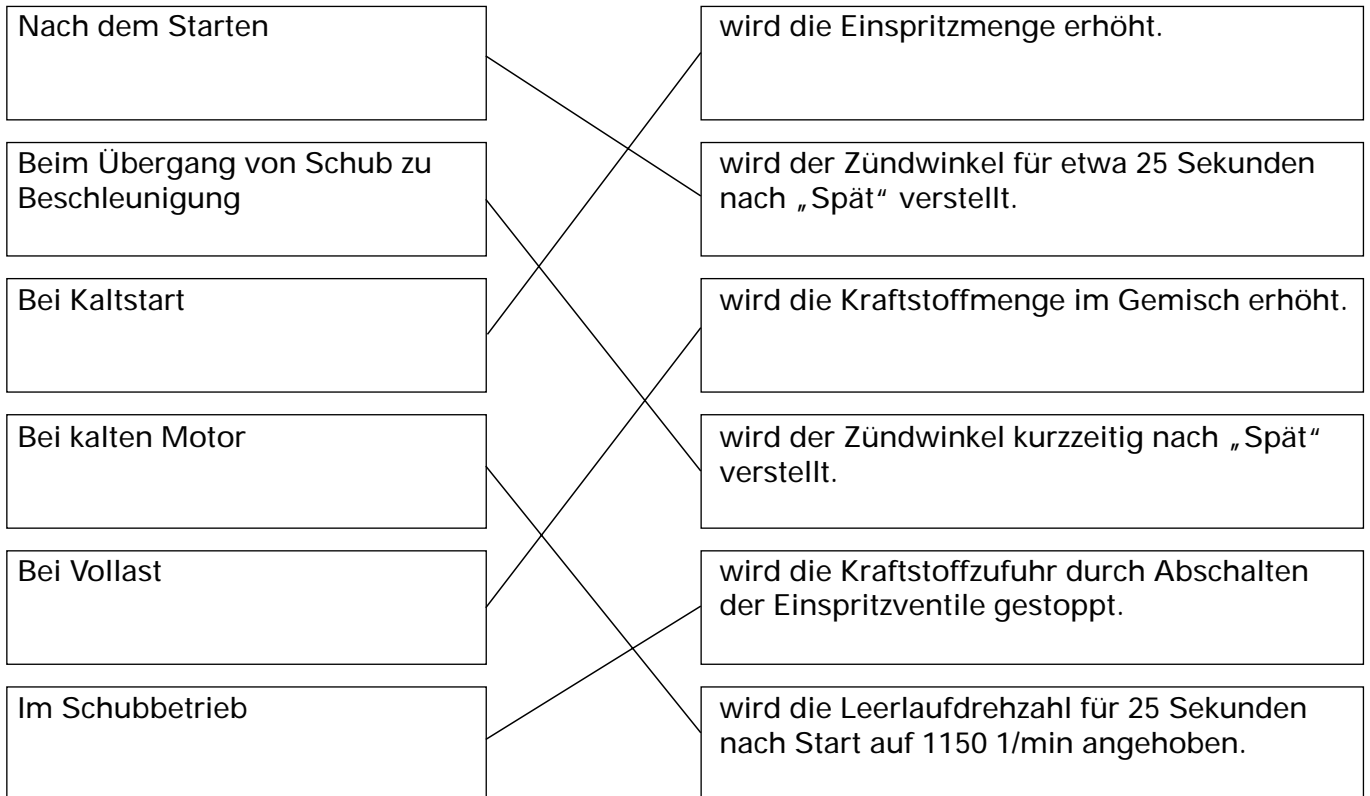 Nach dem Starten
wird die Einspritzmenge erhöht.
Beim Übergang von Schub zu
Beschleunigung
wird der Zündwinkel für etwa 25 Sekunden
nach „Spät“ verstellt.
Bei Kaltstart
wird die Kraftstoffmenge im Gemisch erhöht.
Bei kalten Motor
wird der Zündwinkel kurzzeitig nach „Spät“
verstellt.
Bei Vollast
wird die Kraftstoffzufuhr durch Abschalten
der Einspritzventile gestoppt.
Im Schubbetrieb
wird die Leerlaufdrehzahl für 25 Sekunden
nach Start auf 1150 1/min angehoben.